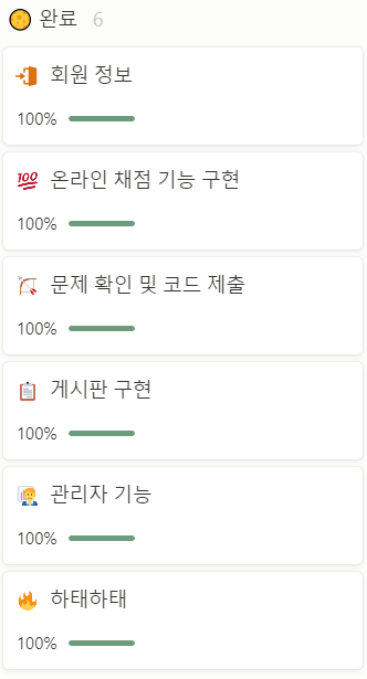 완료 6
회원 정보
100%
온라인 채점 기능 구현
100%
문제 확인 및 코드 제출
100%
게시판 구현
100%
관리자 기능
100%
하태하태
100%